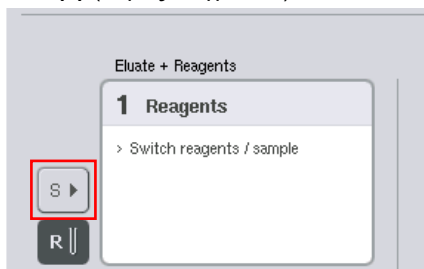 Eluate + Reagents
1 Reagents
> Switch reagents / sample
S
R